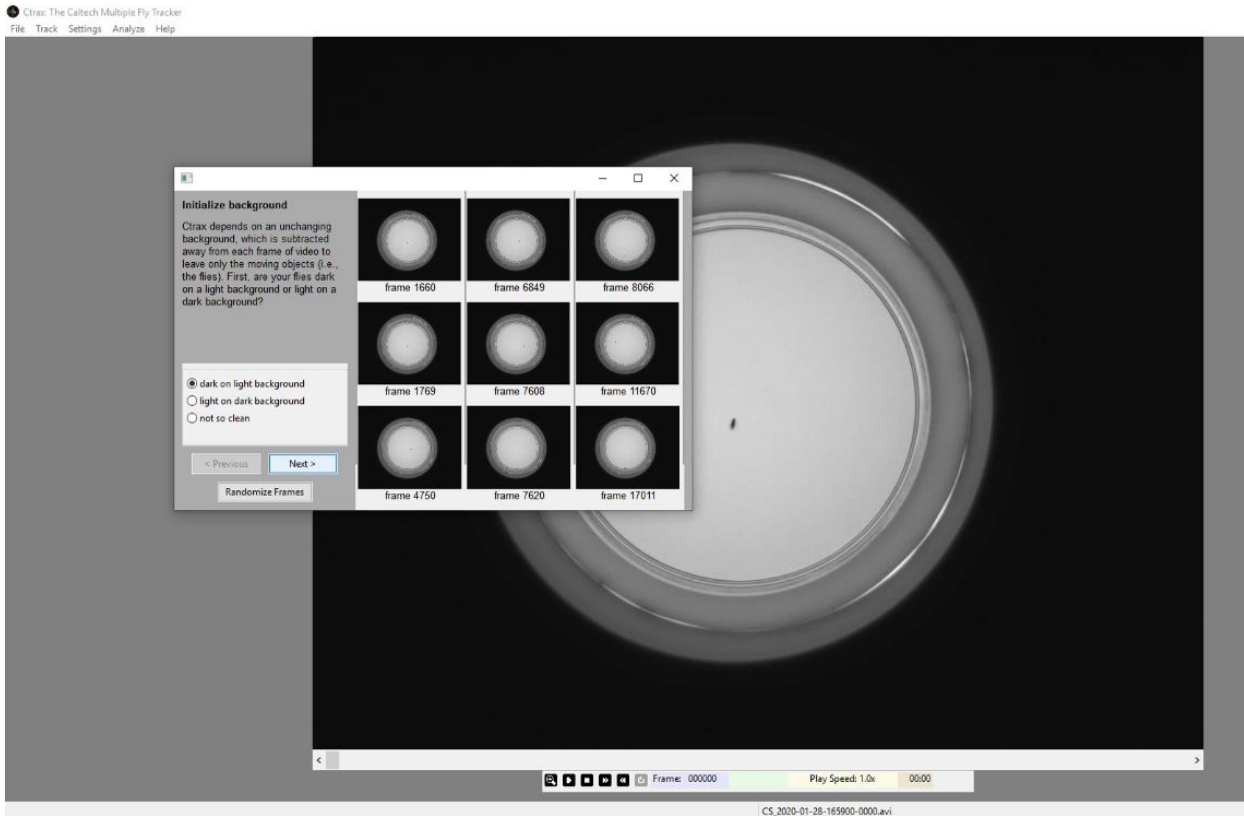 Ctrax: The Caltech Multiple Fly Tracker
File Track Settings Analyze Help
Initialize background
Ctrax depends on an unchanging
background, which is subtracted
away from each frame of video to
leave only the moving objects (i.e.,
the flies). First, are your flies dark
on a light background or light on a
dark background?
dark on light background
light on dark background
not so clean
< Previous Next >
Randomize Frames
frame 1660 frame 6849 frame 8066
frame 1769 frame 7608 frame 11670
frame 4750 frame 7620 frame 17011
Frame: 000000 Play Speed: 1.0x 00:00
CS_2020-01-28-165900-0000.avi